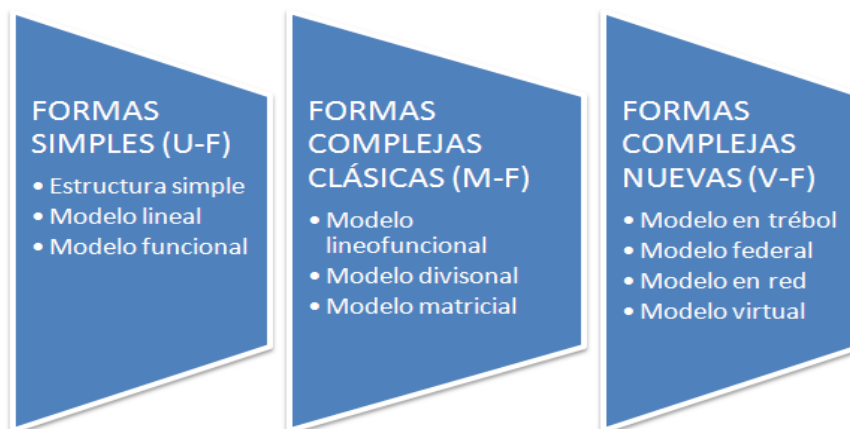 FORMAS
SIMPLES (U-F)
• Estructura simple
• Modelo lineal
• Modelo funcional
FORMAS
COMPLEJAS
CLÁSICAS (M-F)
• Modelo
lineofuncional
• Modelo divisonal
• Modelo matricial
FORMAS
COMPLEJAS
NUEVAS (V-F)
• Modelo en trébol
• Modelo federal
• Modelo en red
• Modelo virtual